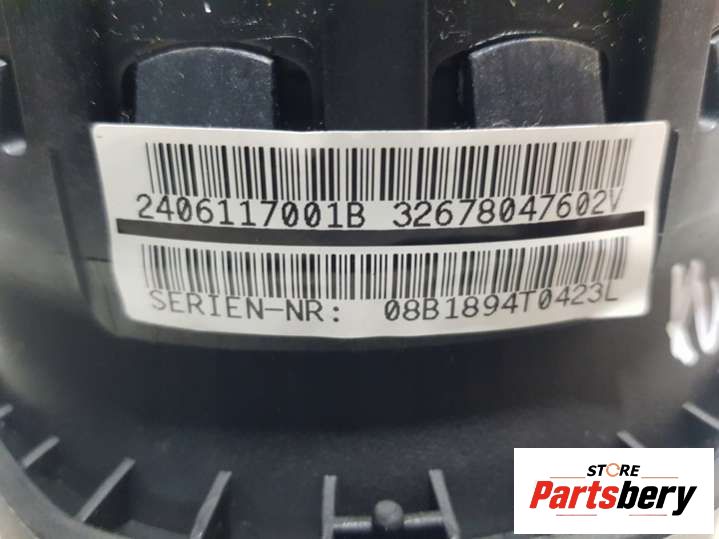 2406117001B 32678047602V
SERIEN-NR: 08B1894T0423L
STORE
Partsbery